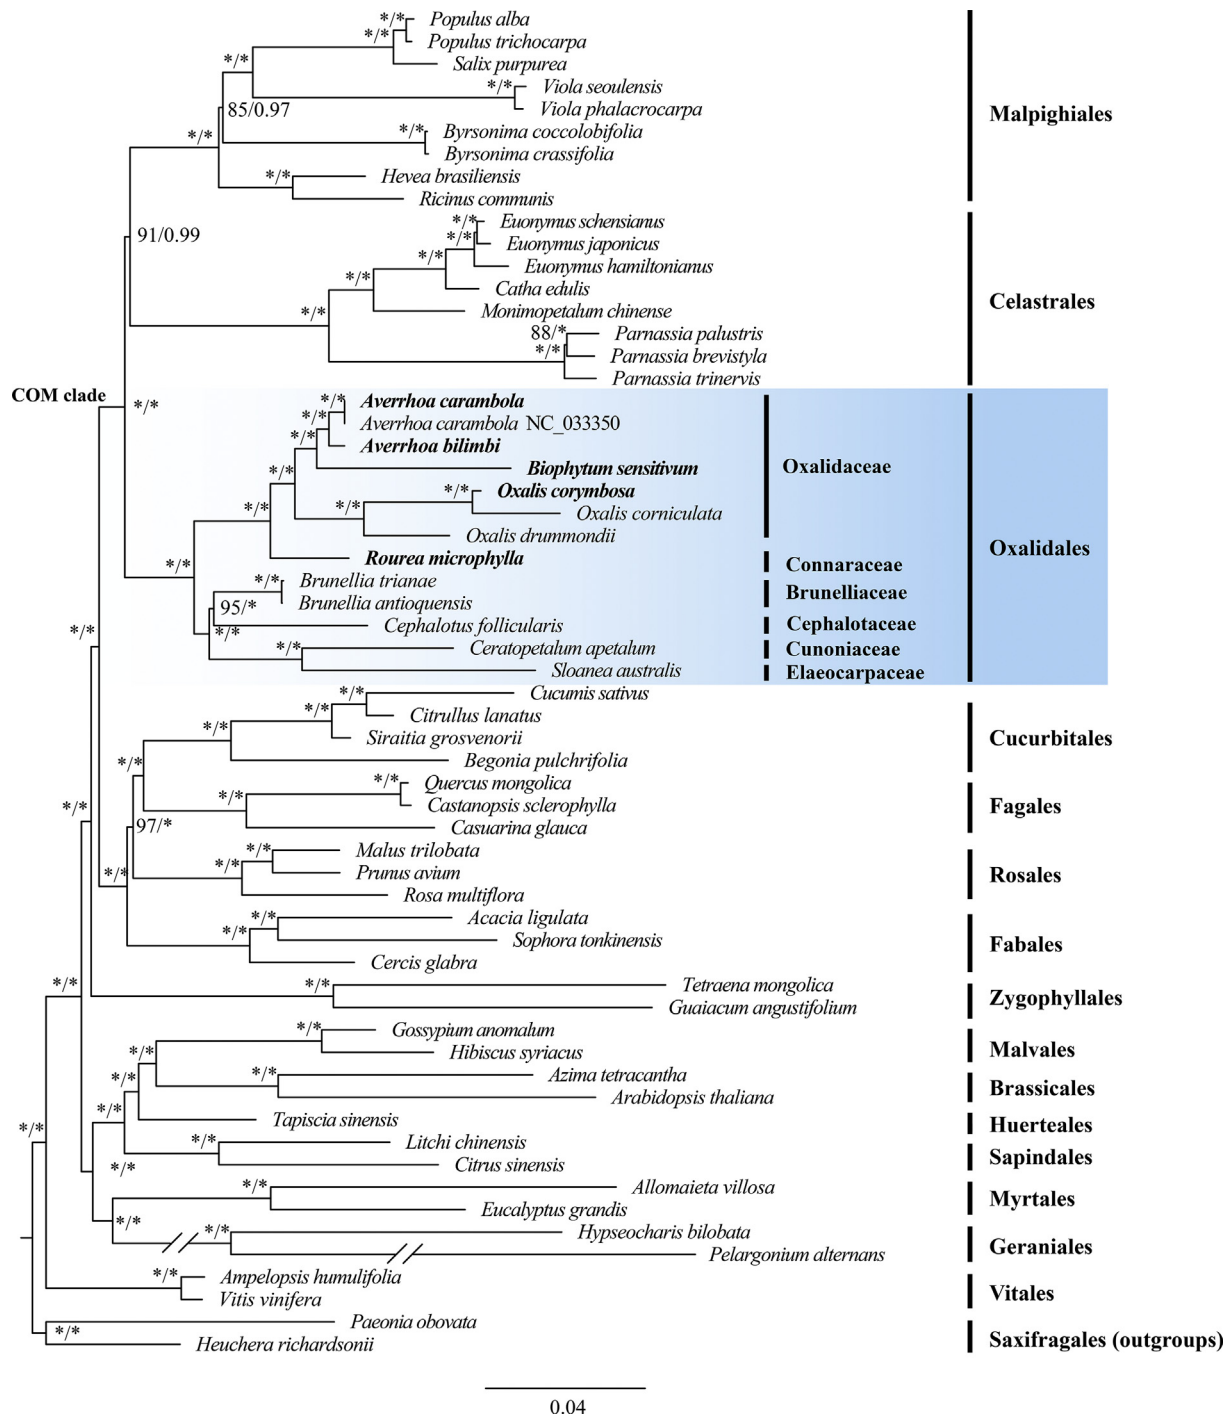 */*
Populus alba
*/*
Populus trichocarpa
*/*
Salix purpurea
*/*
Viola seoulensis
85/0.97
Viola phalacrocarpa
Malpighiales
*/*
*/*
Byrsonima coccolobifolia
Byrsonima crassifolia
*/*
Hevea brasiliensis
Ricinus communis
91/0.99
*/*
Euonymus schensianus
*/*
Euonymus japonicus
*/*
Euonymus hamiltonianus
*/*
Catha edulis
Celastrales
*/*
Monimopetalum chinense
88/*
Parnassia palustris
*/*
Parnassia brevistyla
Parnassia trinervis
COM clade
*/*
*/*
Averrhoa carambola
*/*
Averrhoa carambola NC_033350
*/*
Averrhoa bilimbi
*/*
Biophytum sensitivum
Oxalidaceae
*/*
Oxalis corymbosa
*/*
*/*
Oxalis corniculata
Oxalis drummondii
Oxalidales
*/*
Rourea microphylla
Connaraceae
*/*
Brunellia trianae
Brunelliaceae
95/*
Brunellia antioquensis
*/*
Cephalotus follicularis
Cephalotaceae
*/*
*/*
Ceratopetalum apetalum
Cunoniaceae
Sloanea australis
Elaeocarpaceae
*/*
Cucumis sativus
*/*
Citrullus lanatus
*/*
Siraitia grosvenorii
Cucurbitales
*/*
Begonia pulchrifolia
*/*
Quercus mongolica
*/*
*/*
Castanopsis sclerophylla
Fagales
97/*
Casuarina glauca
*/*
*/*
Malus trilobata
*/*
Prunus avium
Rosales
Rosa multiflora
*/*
Acacia ligulata
*/*
Sophora tonkinensis
Fabales
Cercis glabra
*/*
*/*
Tetraena mongolica
Zygophyllales
Guaiacum angustifolium
*/*
Gossypium anomalum
*/*
Hibiscus syriacus
Malvales
*/*
*/*
Azima tetracantha
Brassicales
*/*
Arabidopsis thaliana
*/*
Tapiscia sinensis
Huerteales
*/*
Litchi chinensis
Sapindales
*/*
Citrus sinensis
*/*
Allomaieta villosa
Myrtales
*/*
Eucalyptus grandis
*/*
Hypseocharis bilobata
Geraniales
Pelargonium alternans
*/*
Ampelopsis humulifolia
Vitales
Vitis vinifera
*/*
Paeonia obovata
Saxifragales (outgroups)
Heuchera richardsonii
0.04